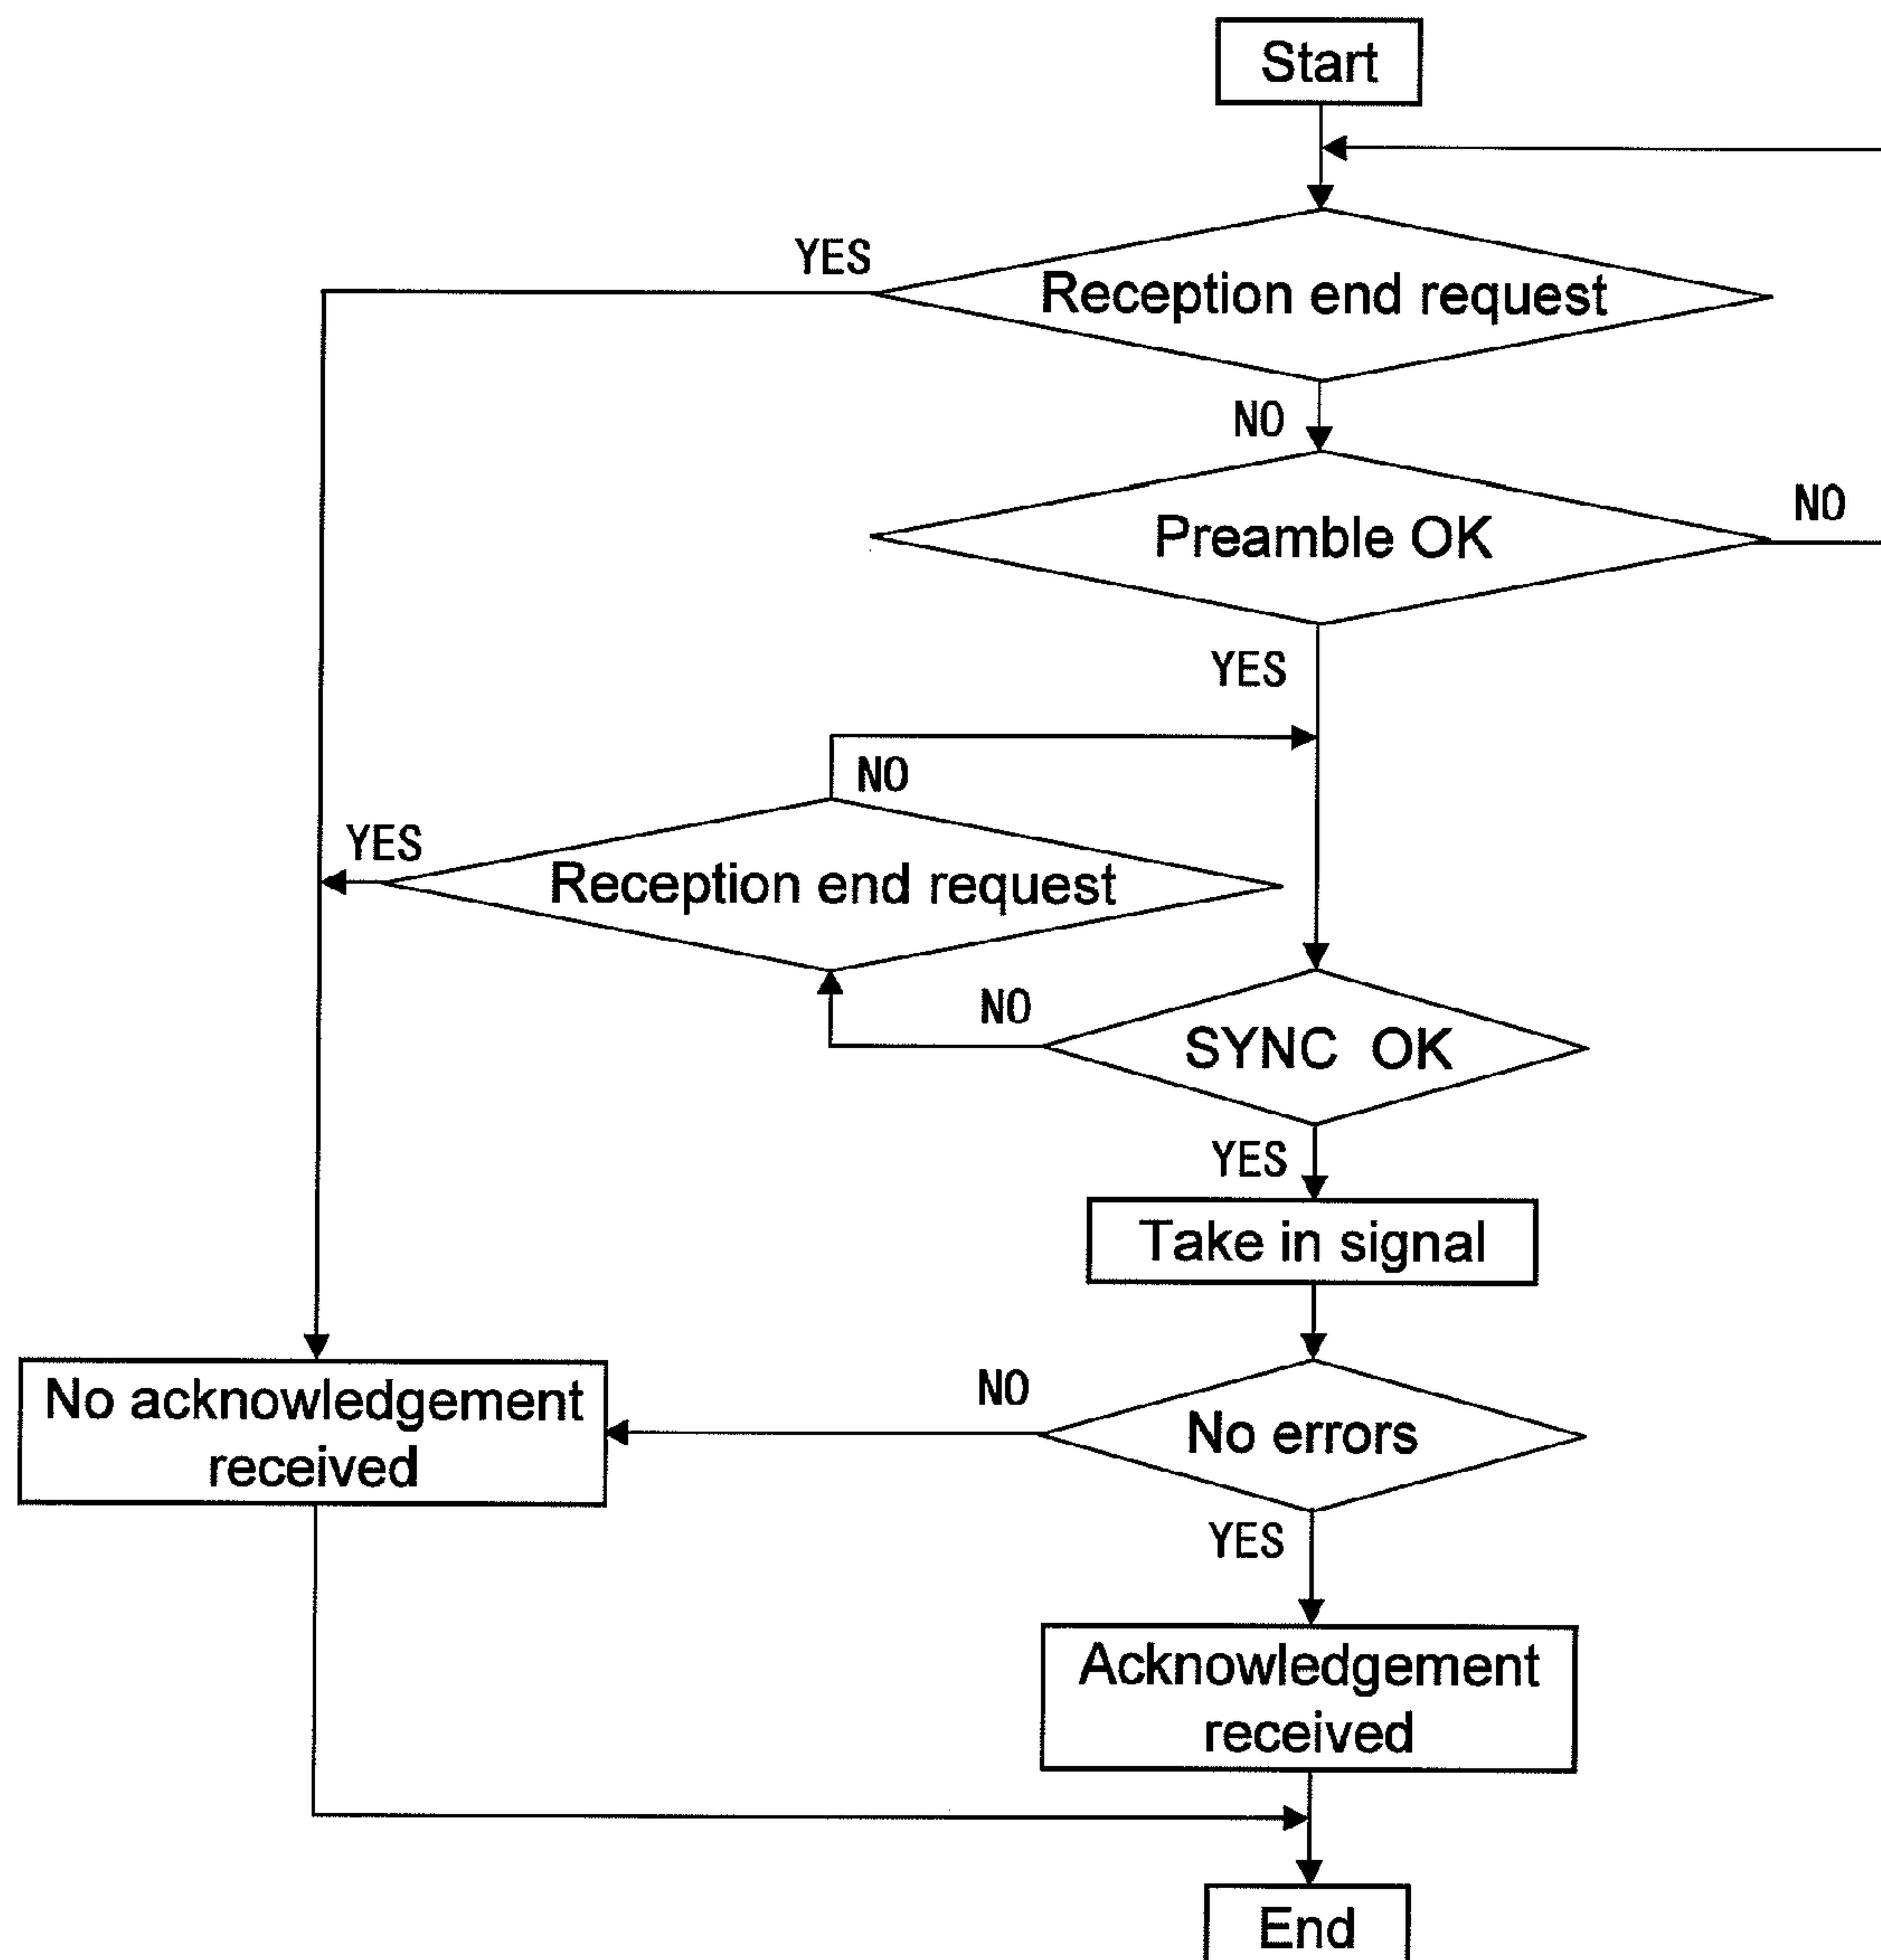 Start
YES
Reception end request
NO
Preamble OK
NO
YES
NO
YES
Reception end request
NO
SYNC OK
YES
Take in signal
No acknowledgement
received
NO
No errors
YES
Acknowledgement
received
End